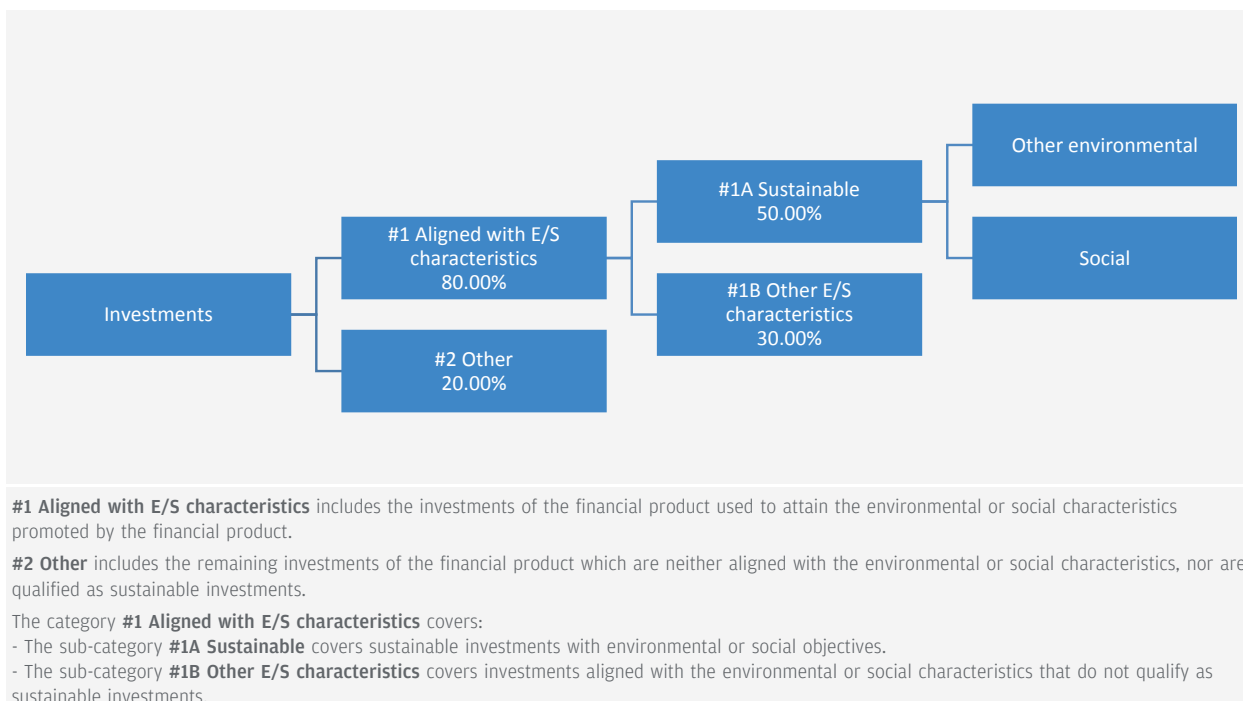 Other environmental
#1A Sustainable
50.00%
#1 Aligned with E/S
characteristics
80.00%
Social
#1B Other E/S
characteristics
30.00%
Investments
#2 Other
20.00%
#1 Aligned with E/S characteristics includes the investments of the financial product used to attain the environmental or social characteristics
promoted by the financial product.
#2 Other includes the remaining investments of the financial product which are neither aligned with the environmental or social characteristics, nor are
qualified as sustainable investments.
The category #1 Aligned with E/S characteristics covers:
- The sub-category #1A Sustainable covers sustainable investments with environmental or social objectives.
- The sub-category #1B Other E/S characteristics covers investments aligned with the environmental or social characteristics that do not qualify as
sustainable investments